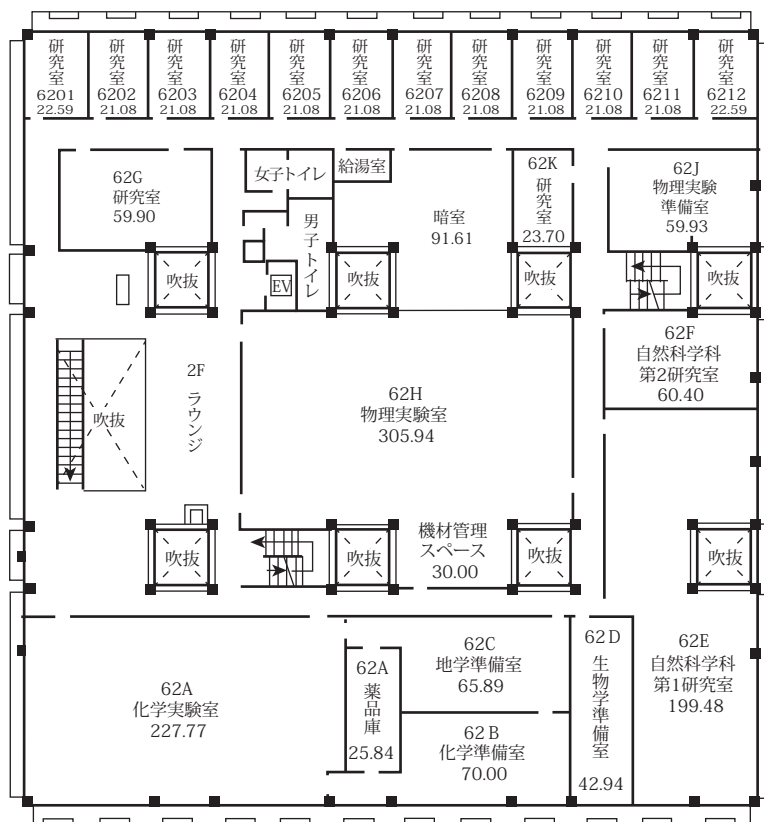 研究室
6201
22.59
研究室
6202
21.08
研究室
6203
21.08
研究室
6204
21.08
研究室
6205
21.08
研究室
6206
21.08
研究室
6207
21.08
研究室
6208
21.08
研究室
6209
21.08
研究室
6210
21.08
研究室
6211
21.08
研究室
6212
22.59
62G
研究室
59.90
女子トイレ
給湯室
男子トイレ
EV
暗室
91.61
62K
研究室
23.70
62J
物理実験
準備室
59.93
吹抜
吹抜
吹抜
吹抜
62F
自然科学科
第2研究室
60.40
吹抜
2F
ラウンジ
62H
物理実験室
305.94
機材管理
スペース
30.00
吹抜
吹抜
吹抜
吹抜
62A
化学実験室
227.77
62A
薬品庫
25.84
62C
地学準備室
65.89
62B
化学準備室
70.00
62D
生物学準備室
42.94
62E
自然科学科
第1研究室
199.48